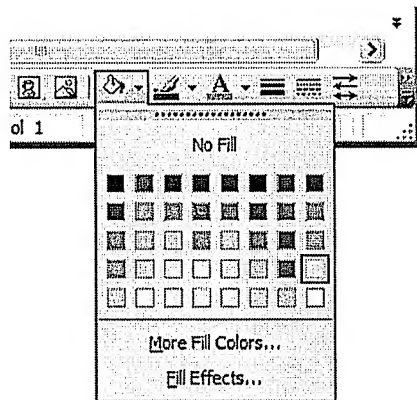 A
ol 1
No Fill
More Fill Colors...
Fill Effects...